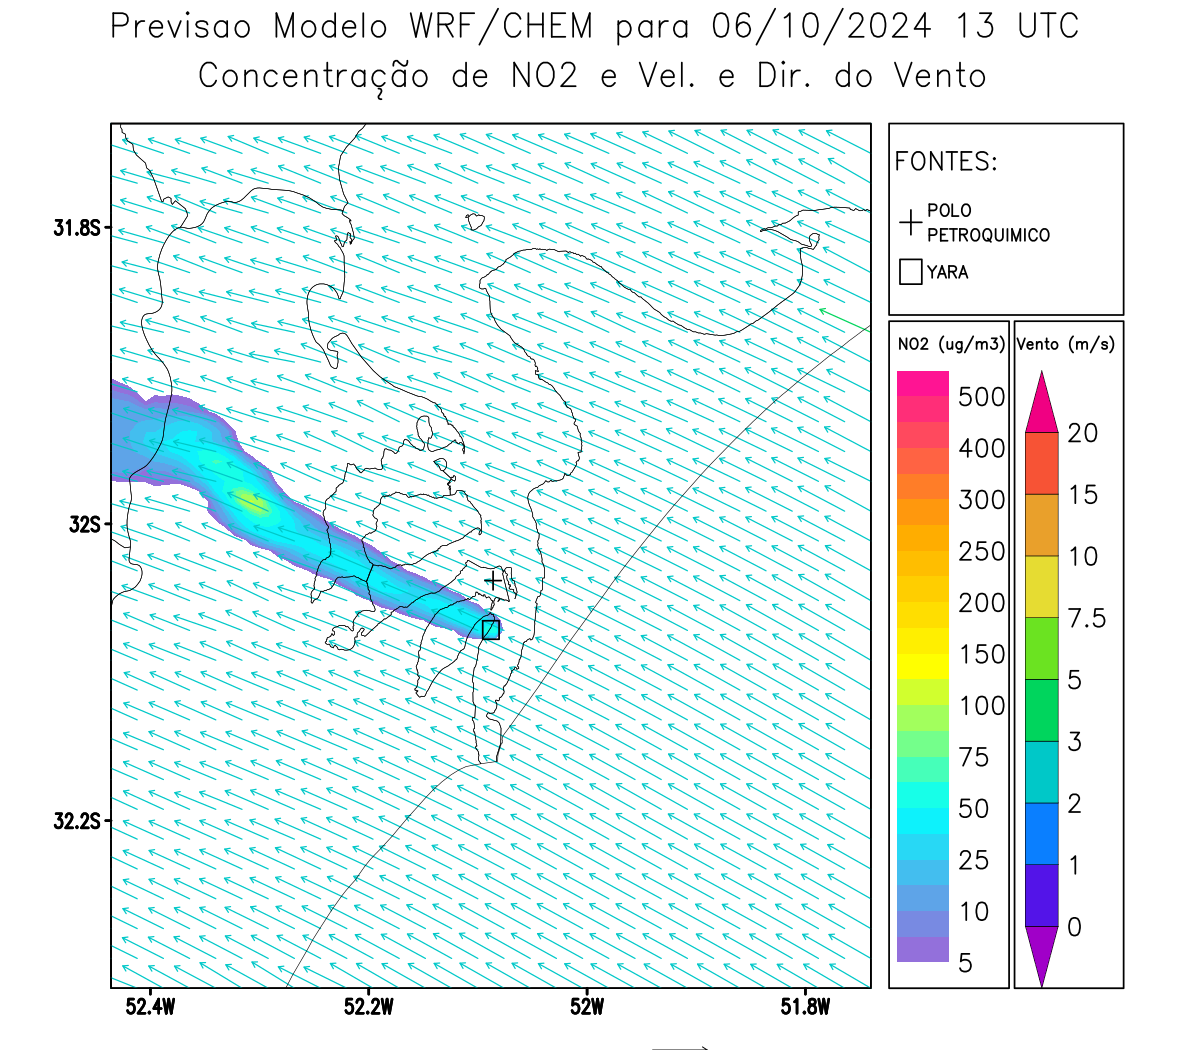 Previsao Modelo WRF/CHEM para 06/10/2024 13 UTC
Concentração de NO2 e Vel. e Dir. do Vento
FONTES:
POLO
PETROQUIMICO
YARA
NO2 (ug/m3)
500
400
300
250
200
150
100
75
50
25
10
5
Vento (m/s)
20
15
10
7.5
5
3
2
1
0
31.8S
32S
32.2S
52.4W
52.2W
52W
51.8W